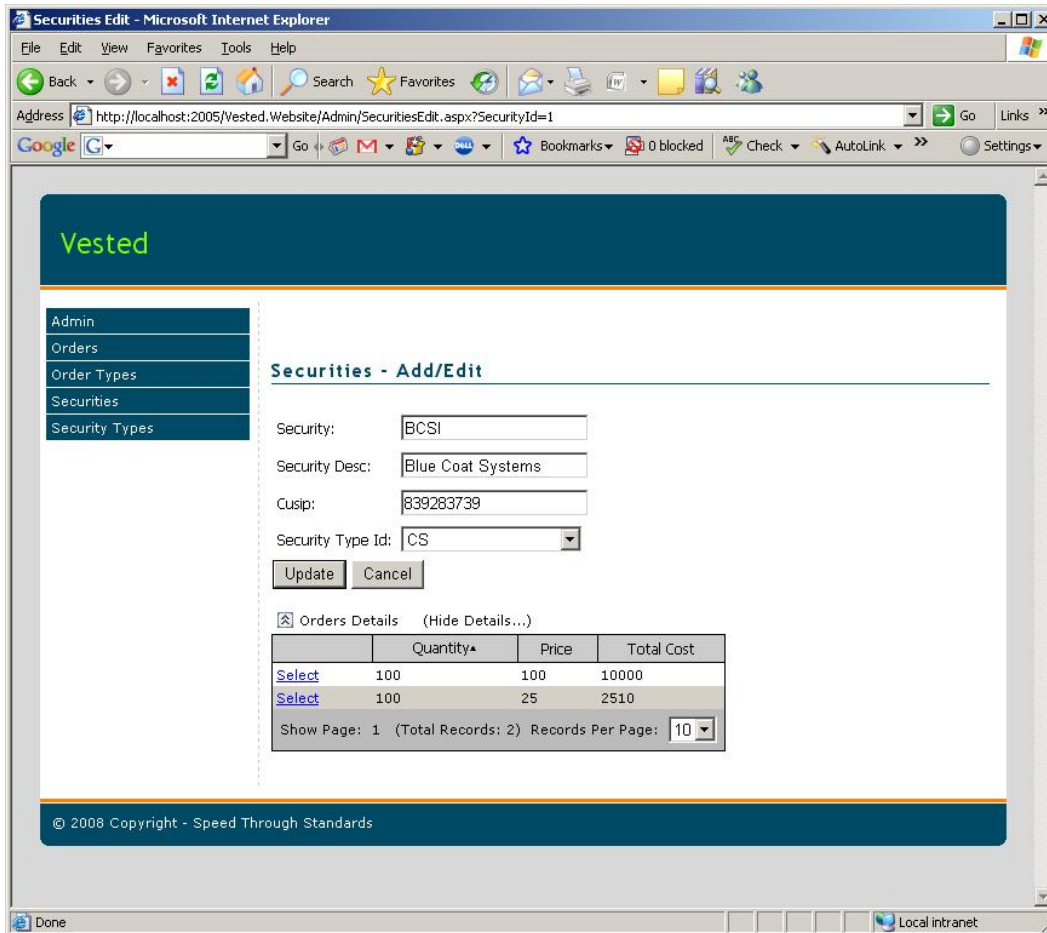 Securities Edit - Microsoft Internet Explorer
File Edit View Favorites Tools Help
Back Search Favorites
Address http://localhost:2005/Vested.Website/Admin/SecuritiesEdit.aspx?SecurityId=1 Go Links »
Google G Go DELL Bookmarks 0 blocked ABC Check AutoLink » Settings
Vested
Admin
Orders
Order Types
Securities
Security Types
Securities - Add/Edit
Security: BCSI
Security Desc: Blue Coat Systems
Cusip: 839283739
Security Type Id: CS
Update Cancel
Orders Details (Hide Details...)
Quantity Price Total Cost
Select 100 100 10000
Select 100 25 2510
Show Page: 1 (Total Records: 2) Records Per Page: 10
© 2008 Copyright - Speed Through Standards
Done Local intranet